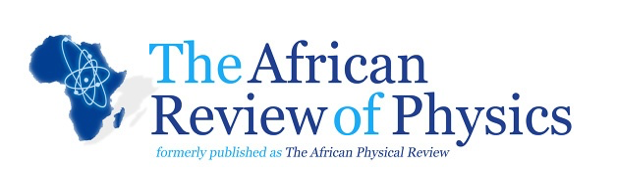 The African
Review of Physics
formerly published as The African Physical Review